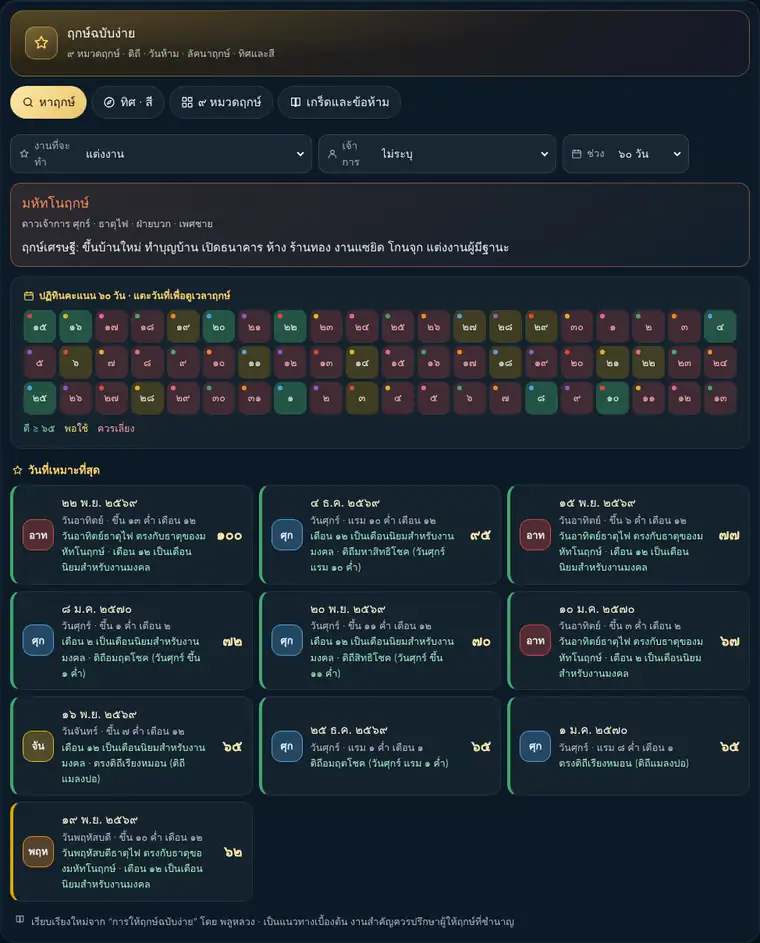 ฤกษ์ฉบับง่าย
๙ หมวดฤกษ์ · ดิถี · วันห้าม · ลัคนาฤกษ์ · ทิศและสี
หาฤกษ์
ทิศ · สี
๙ หมวดฤกษ์
เกร็ดและข้อห้าม
งานที่จะทำ
แต่งงาน
เจ้าการ
ไม่ระบุ
ช่วง
๖๐ วัน
มหัทโนฤกษ์
ดาวเจ้าการ ศุกร์ · ธาตุไฟ · ฝ่ายบวก · เพศชาย
ฤกษ์เศรษฐี: ขึ้นบ้านใหม่ ทำบุญบ้าน เปิดธนาคาร ห้าง ร้านทอง งานแซยิด โกนจุก แต่งงานผู้มีฐานะ
ปฏิทินคะแนน ๖๐ วัน · แตะวันที่เพื่อดูเวลาฤกษ์
๑๕ ๑๖ ๑๗ ๑๘ ๑๙ ๒๐ ๒๑ ๒๒ ๒๓ ๒๔ ๒๕ ๒๖ ๒๗ ๒๘ ๒๙ ๓๐ ๑ ๒ ๓ ๔
๕ ๖ ๗ ๘ ๙ ๑๐ ๑๑ ๑๒ ๑๓ ๑๔ ๑๕ ๑๖ ๑๗ ๑๘ ๑๙ ๒๐ ๒๑ ๒๒ ๒๓ ๒๔
๒๕ ๒๖ ๒๗ ๒๘ ๒๙ ๓๐ ๓๑ ๑ ๒ ๓ ๔ ๕ ๖ ๗ ๘ ๙ ๑๐ ๑๑ ๑๒ ๑๓
ดี ≥ ๖๕ พอใช้ ควรเลี่ยง
วันที่เหมาะที่สุด
อาท
๒๒ พ.ย. ๒๕๖๙
วันอาทิตย์ · ขึ้น ๑๓ ค่ำ เดือน ๑๒
วันอาทิตย์ธาตุไฟ ตรงกับธาตุของม
หัทโนฤกษ์ · เดือน ๑๒ เป็นเดือน
นิยมสำหรับงานมงคล
๑๐๐
ศุก
๔ ธ.ค. ๒๕๖๙
วันศุกร์ · แรม ๑๐ ค่ำ เดือน ๑๒
เดือน ๑๒ เป็นเดือนนิยมสำหรับงาน
มงคล · ดิถีมหาสิทธิโชค (วันศุกร์
แรม ๑๐ ค่ำ)
๙๕
อาท
๑๕ พ.ย. ๒๕๖๙
วันอาทิตย์ · ขึ้น ๖ ค่ำ เดือน ๑๒
วันอาทิตย์ธาตุไฟ ตรงกับธาตุของม
หัทโนฤกษ์ · เดือน ๑๒ เป็นเดือน
นิยมสำหรับงานมงคล
๗๗
ศุก
๘ ม.ค. ๒๕๗๐
วันศุกร์ · ขึ้น ๑ ค่ำ เดือน ๒
เดือน ๒ เป็นเดือนนิยมสำหรับงาน
มงคล · ดิถีอมฤตโชค (วันศุกร์ ขึ้น
๑ ค่ำ)
๗๒
ศุก
๒๐ พ.ย. ๒๕๖๙
วันศุกร์ · ขึ้น ๑๑ ค่ำ เดือน ๑๒
เดือน ๑๒ เป็นเดือนนิยมสำหรับงาน
มงคล · ดิถีสิทธิโชค (วันศุกร์ ขึ้น
๑๑ ค่ำ)
๗๐
อาท
๑๐ ม.ค. ๒๕๗๐
วันอาทิตย์ · ขึ้น ๓ ค่ำ เดือน ๒
วันอาทิตย์ธาตุไฟ ตรงกับธาตุของม
หัทโนฤกษ์ · เดือน ๒ เป็นเดือนนิยม
สำหรับงานมงคล
๖๗
จัน
๑๖ พ.ย. ๒๕๖๙
วันจันทร์ · ขึ้น ๗ ค่ำ เดือน ๑๒
เดือน ๑๒ เป็นเดือนนิยมสำหรับงาน
มงคล · ตรงดิถีเรียงหมอน (ดิถี
แมลงปอ)
๖๕
ศุก
๒๕ ธ.ค. ๒๕๖๙
วันศุกร์ · แรม ๑ ค่ำ เดือน ๑
ดิถีอมฤตโชค (วันศุกร์ แรม ๑ ค่ำ)
๖๕
ศุก
๑ ม.ค. ๒๕๗๐
วันศุกร์ · แรม ๘ ค่ำ เดือน ๑
ตรงดิถีเรียงหมอน (ดิถีแมลงปอ)
๖๕
พฤห
๑๙ พ.ย. ๒๕๖๙
วันพฤหัสบดี · ขึ้น ๑๐ ค่ำ เดือน ๑๒
วันพฤหัสบดีธาตุไฟ ตรงกับธาตุขอ
งมหัทโนฤกษ์ · เดือน ๑๒ เป็นเดือน
นิยมสำหรับงานมงคล
๖๒
เรียบเรียงใหม่จาก "การให้ฤกษ์ฉบับง่าย" โดย พลูหลวง · เป็นแนวทางเบื้องต้น งานสำคัญควรปรึกษาผู้ให้ฤกษ์ที่ชำนาญ